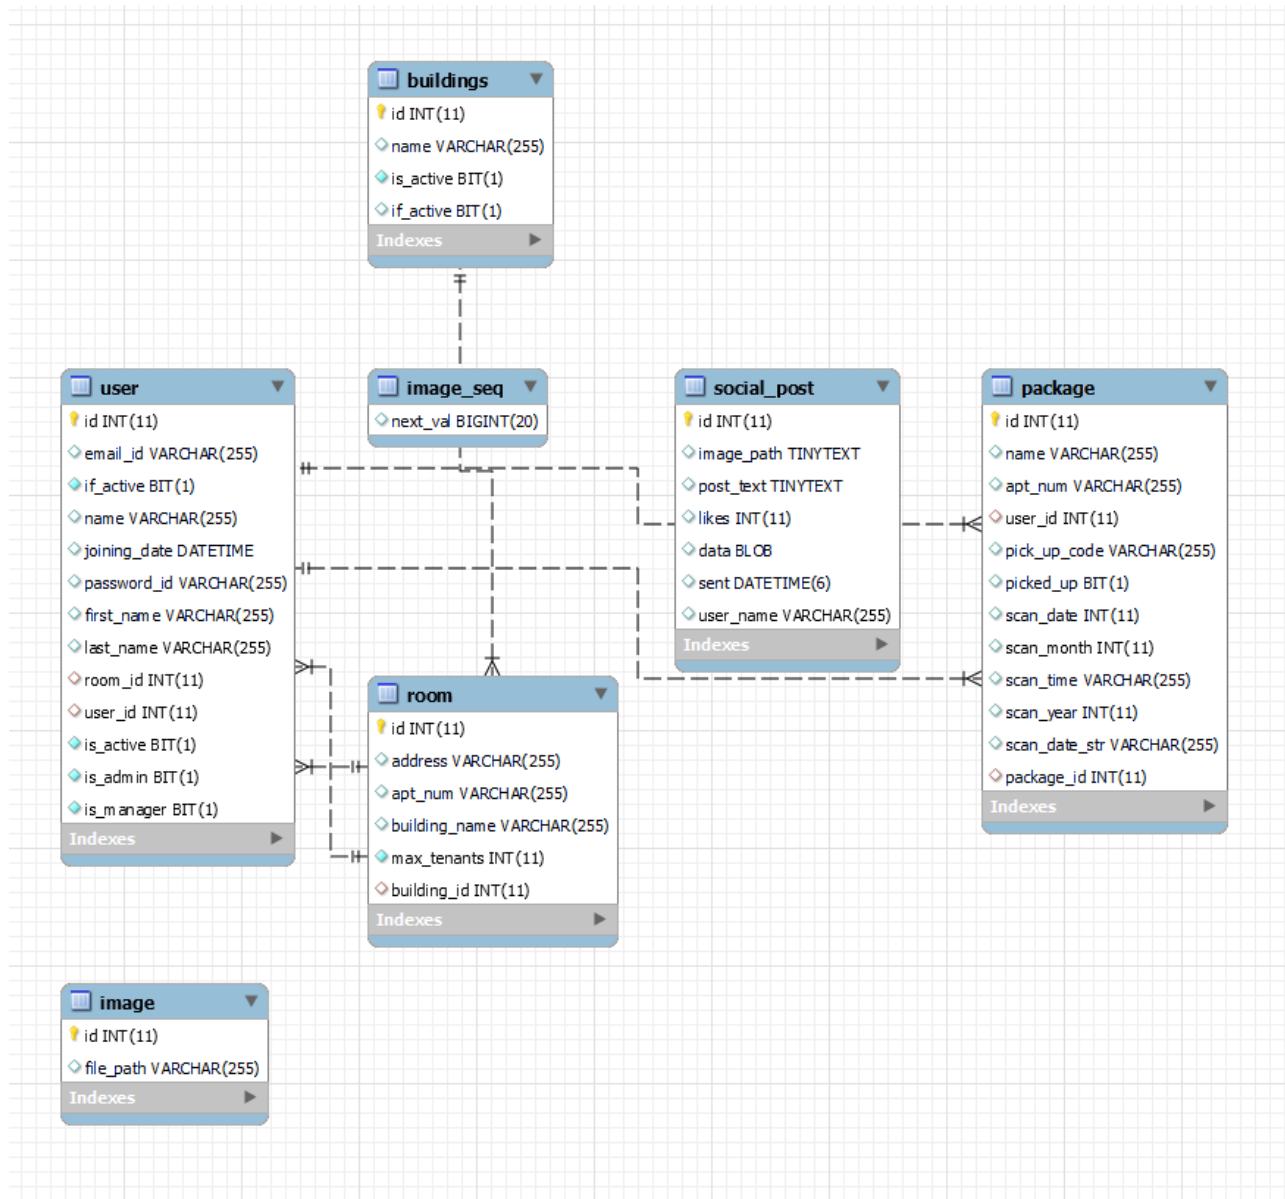 buildings
id INT(11)
name VARCHAR(255)
is_active BIT(1)
if_active BIT(1)
Indexes
user
id INT(11)
email_id VARCHAR(255)
if_active BIT(1)
name VARCHAR(255)
joining_date DATETIME
password_id VARCHAR(255)
first_name VARCHAR(255)
last_name VARCHAR(255)
room_id INT(11)
user_id INT(11)
is_active BIT(1)
is_admin BIT(1)
is_manager BIT(1)
Indexes
image_seq
next_val BIGINT(20)
social_post
id INT(11)
image_path TINYTEXT
post_text TINYTEXT
likes INT(11)
data BLOB
sent DATETIME(6)
user_name VARCHAR(255)
Indexes
package
id INT(11)
name VARCHAR(255)
apt_num VARCHAR(255)
user_id INT(11)
pick_up_code VARCHAR(255)
picked_up BIT(1)
scan_date INT(11)
scan_month INT(11)
scan_time VARCHAR(255)
scan_year INT(11)
scan_date_str VARCHAR(255)
package_id INT(11)
Indexes
room
id INT(11)
address VARCHAR(255)
apt_num VARCHAR(255)
building_name VARCHAR(255)
max_tenants INT(11)
building_id INT(11)
Indexes
image
id INT(11)
file_path VARCHAR(255)
Indexes